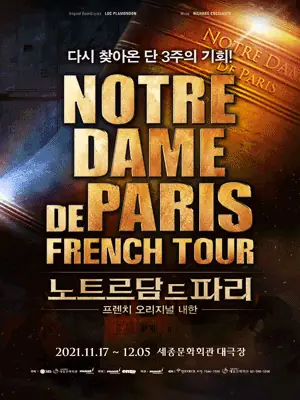 Original Quand/Lyrics LUC PLAMONDON Music RICHARD COCCIANTE
다시 찾아온 단 3주의 기회!
NOTRE DAME
DE PARIS
NOTRE
DAME
DE PARIS
FRENCH TOUR
노트르담 드 파리
프렌치 오리지널 내한
2021.11.17 ~ 12.05 세종문화회관 대극장